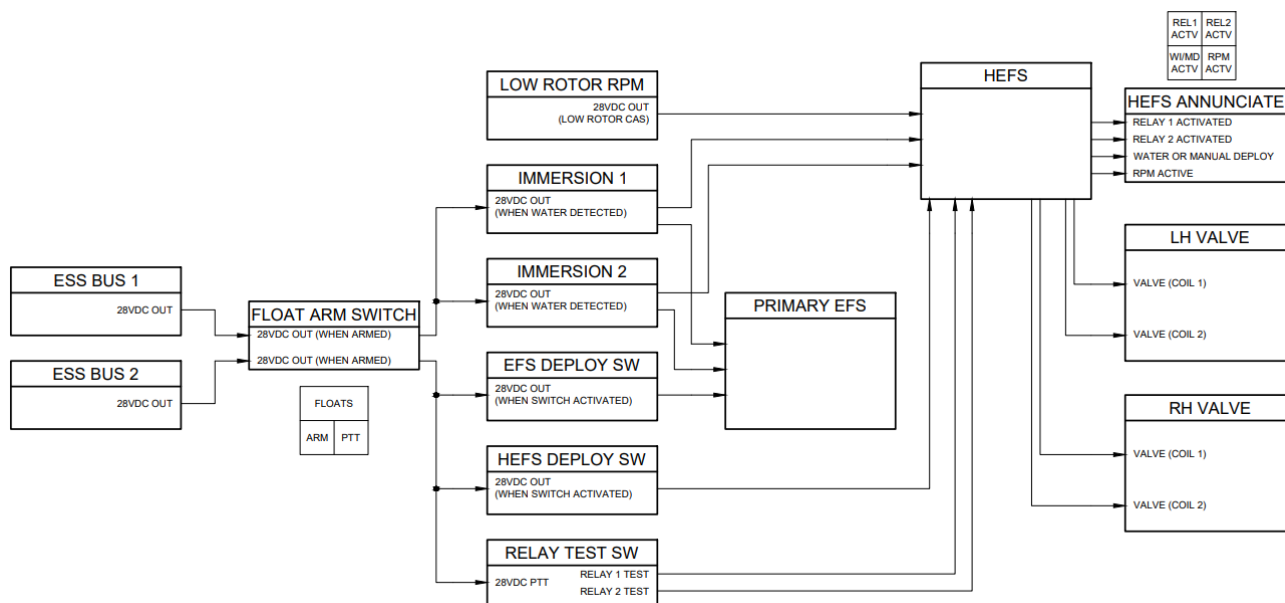 REL1 REL2
ACTV ACTV
WI/MD RPM
ACTV ACTV
LOW ROTOR RPM
28VDC OUT
(LOW ROTOR CAS)
HEFS
HEFS ANNUNCIATE
RELAY 1 ACTIVATED
RELAY 2 ACTIVATED
WATER OR MANUAL DEPLOY
RPM ACTIVE
IMMERSION 1
28VDC OUT
(WHEN WATER DETECTED)
IMMERSION 2
28VDC OUT
(WHEN WATER DETECTED)
LH VALVE
VALVE (COIL 1)
VALVE (COIL 2)
ESS BUS 1
28VDC OUT
ESS BUS 2
28VDC OUT
FLOAT ARM SWITCH
28VDC OUT (WHEN ARMED)
28VDC OUT (WHEN ARMED)
FLOATS
ARM PTT
PRIMARY EFS
EFS DEPLOY SW
28VDC OUT
(WHEN SWITCH ACTIVATED)
RH VALVE
VALVE (COIL 1)
VALVE (COIL 2)
HEFS DEPLOY SW
28VDC OUT
(WHEN SWITCH ACTIVATED)
RELAY TEST SW
28VDC PTT
RELAY 1 TEST
RELAY 2 TEST